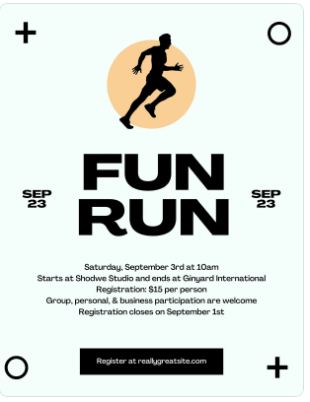 FUN
RUN
SEP
23
SEP
23
Saturday, September 3rd at 10am
Starts at Shodwe Studio and ends at Ginyard International
Registration: $15 per person
Group, personal, & business participation are welcome
Registration closes on September 1st
Register at reallygreatsite.com